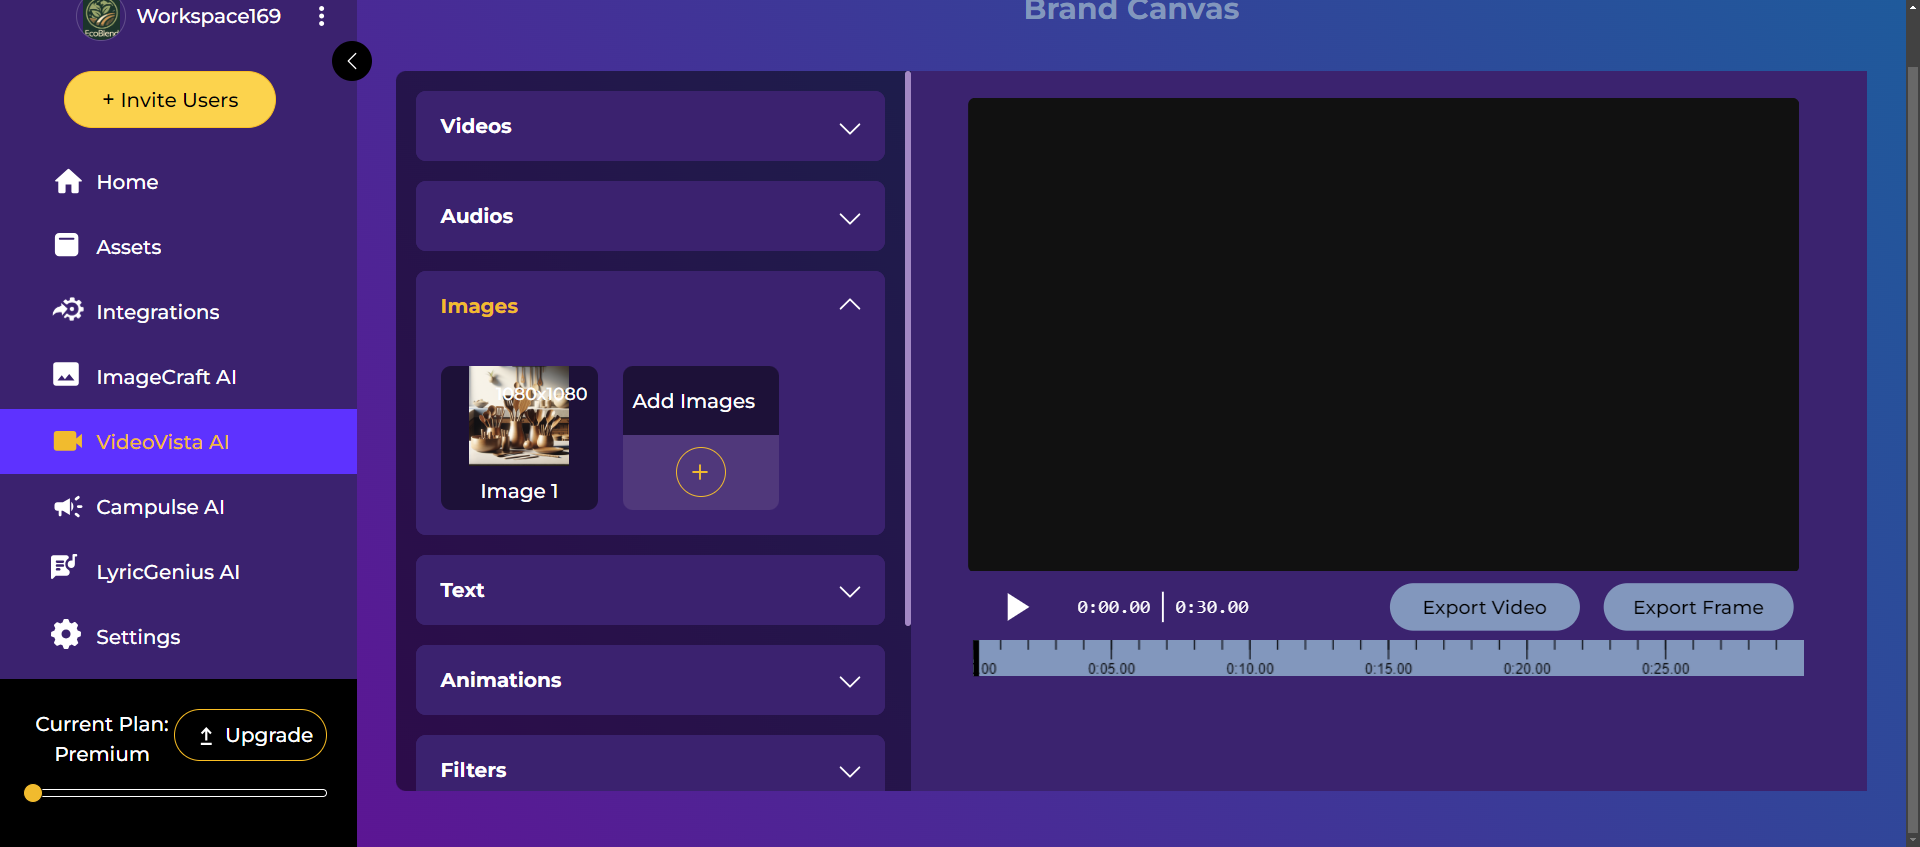 EcoBlend
Workspace169
+ Invite Users
Home
Assets
Integrations
ImageCraft AI
VideoVista AI
Campulse AI
LyricGenius AI
Settings
Current Plan:
Premium
Upgrade
Brand Canvas
Videos
Audios
Images
1080x1080
Image 1
Add Images
Text
Animations
Filters
0:00.00
0:30.00
Export Video
Export Frame
00 0:05.00 0:10.00 0:15.00 0:20.00 0:25.00